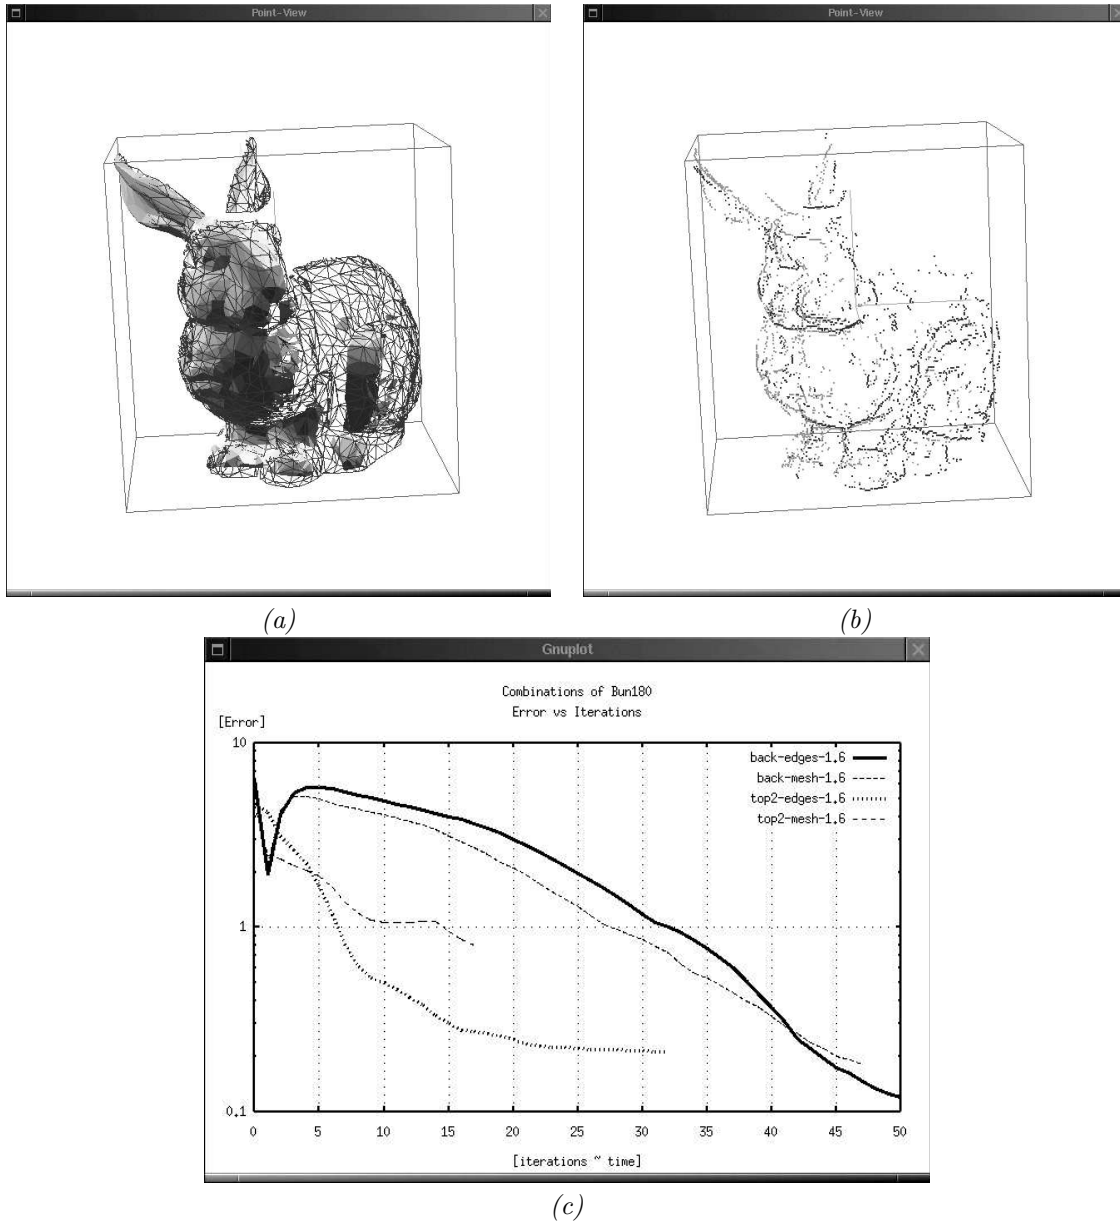 Point-View
Point-View
(a)
(b)
Gnuplot
Combinations of Bun180
Error vs Iterations
[Error]
back-edges-1.6
back-mesh-1.6
top2-edges-1.6
top2-mesh-1.6
10
1
0.1
0 5 10 15 20 25 30 35 40 45 50
[iterations ~ time]
(c)